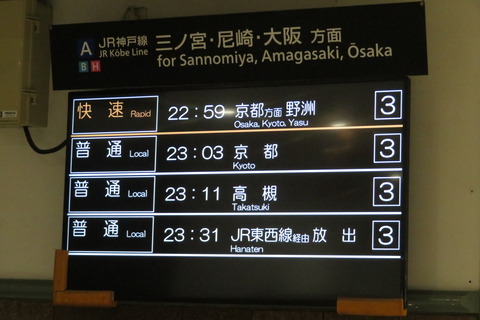 A JR神戸線 三ノ宮・尼崎・大阪 方面
B H JR Kōbe Line for Sannomiya, Amagasaki, Ōsaka
快速 Rapid 22:59 京都方面 野洲 3
Osaka, Kyoto, Yasu
普通 Local 23:03 京都 3
Kyoto
普通 Local 23:11 高槻 3
Takatsuki
普通 Local 23:31 JR東西線経由 放出 3
Hanaten